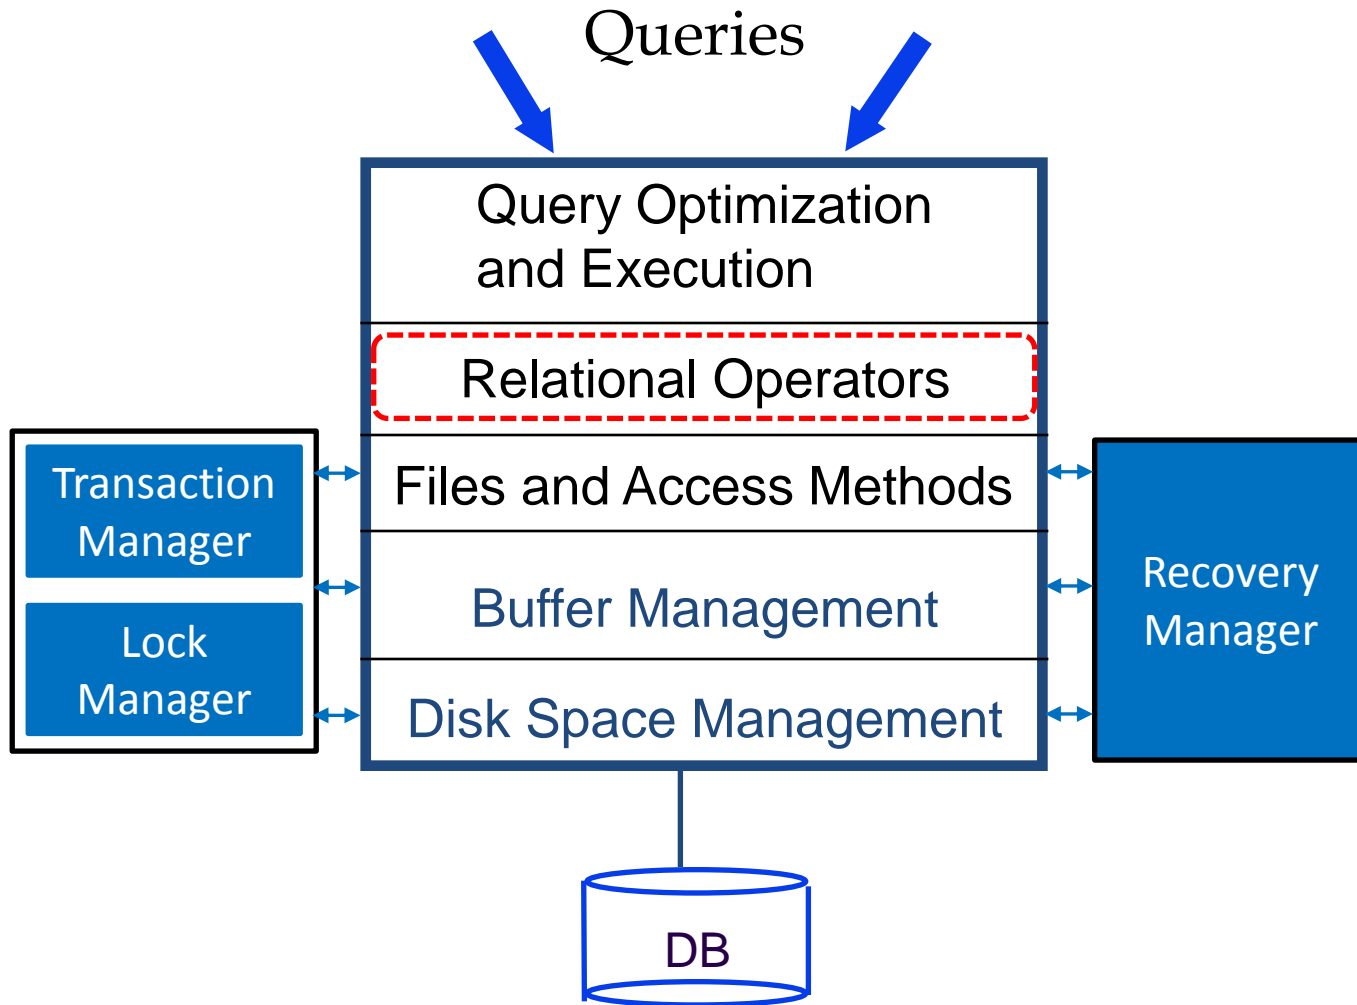 Queries
Query Optimization
and Execution
Relational Operators
Files and Access Methods
Buffer Management
Disk Space Management
Transaction
Manager
Lock
Manager
Recovery
Manager
DB